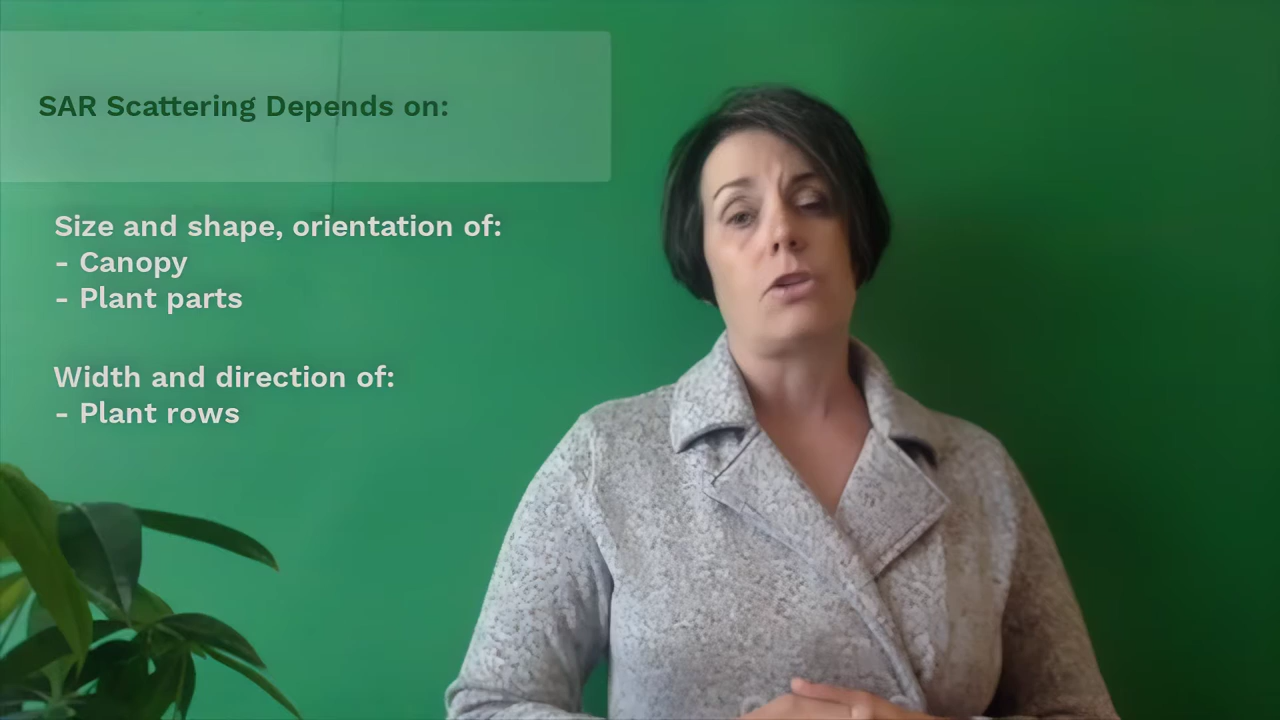 SAR Scattering Depends on:
Size and shape, orientation of:
- Canopy
- Plant parts
Width and direction of:
- Plant rows